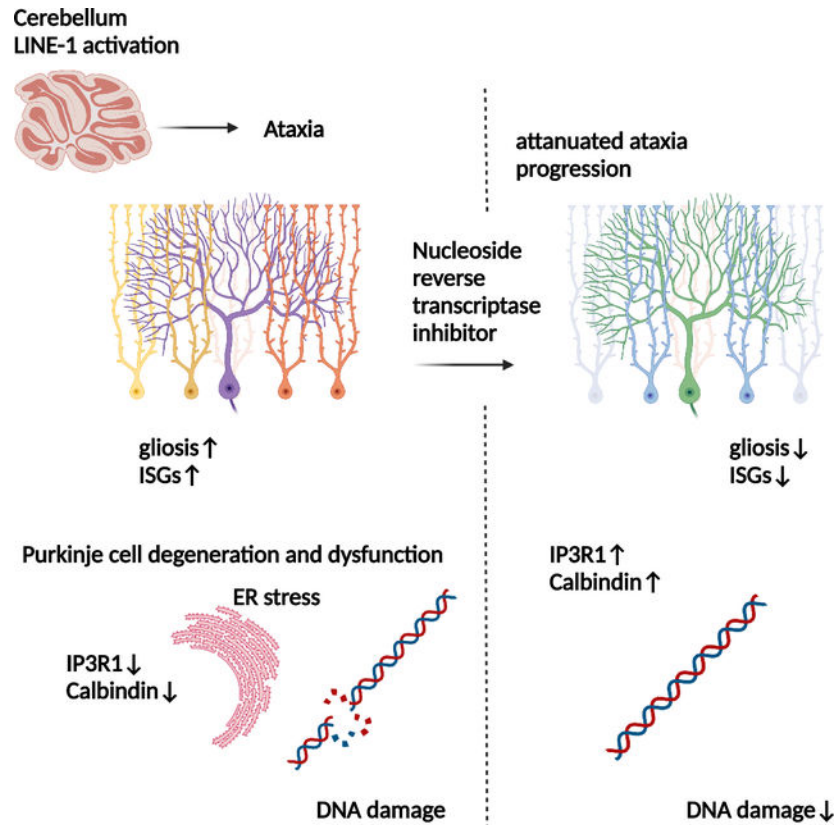 Cerebellum
LINE-1 activation
Ataxia
attanuated ataxia
progression
Nucleoside
reverse
transcriptase
inhibitor
gliosis ↑
ISGs ↑
gliosis ↓
ISGs ↓
Purkinje cell degeneration and dysfunction
ER stress
IP3R1 ↓
Calbindin ↓
DNA damage
IP3R1 ↑
Calbindin ↑
DNA damage ↓